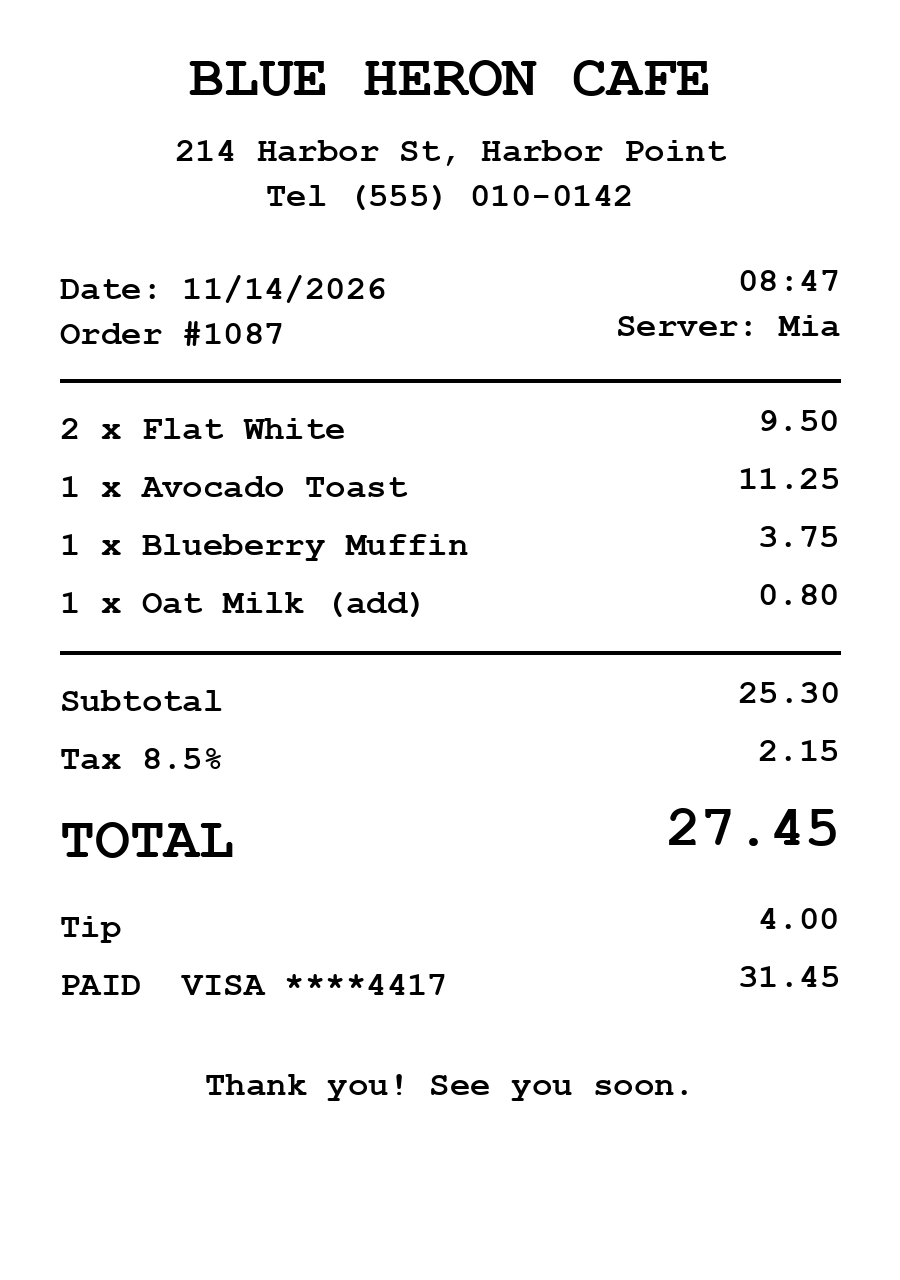 BLUE HERON CAFE
214 Harbor St, Harbor Point
Tel (555) 010-0142
Date: 11/14/2026 08:47
Order #1087 Server: Mia
2 x Flat White 9.50
1 x Avocado Toast 11.25
1 x Blueberry Muffin 3.75
1 x Oat Milk (add) 0.80
Subtotal 25.30
Tax 8.5% 2.15
TOTAL 27.45
Tip 4.00
PAID  VISA ****4417 31.45
Thank you! See you soon.